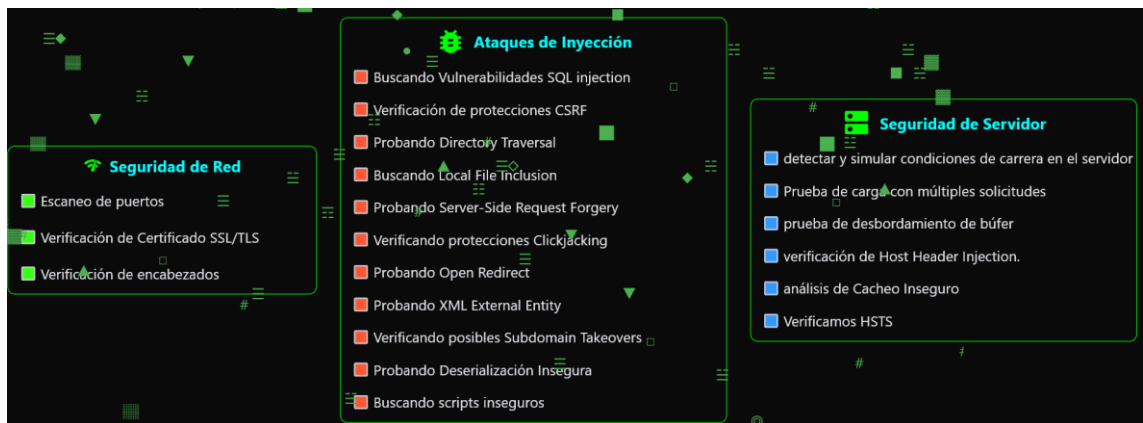 Seguridad de Red
Escaneo de puertos
Verificación de Certificado SSL/TLS
Verificación de encabezados
Ataques de Inyección
Buscando Vulnerabilidades SQL injection
Verificación de protecciones CSRF
Probando Directory Traversal
Buscando Local File Inclusion
Probando Server-Side Request Forgery
Verificando protecciones Clickjacking
Probando Open Redirect
Probando XML External Entity
Verificando posibles Subdomain Takeovers
Probando Deserialización Insegura
Buscando scripts inseguros
Seguridad de Servidor
detectar y simular condiciones de carrera en el servidor
Prueba de carga con múltiples solicitudes
prueba de desbordamiento de búfer
verificación de Host Header Injection.
análisis de Cacheo Inseguro
Verificamos HSTS